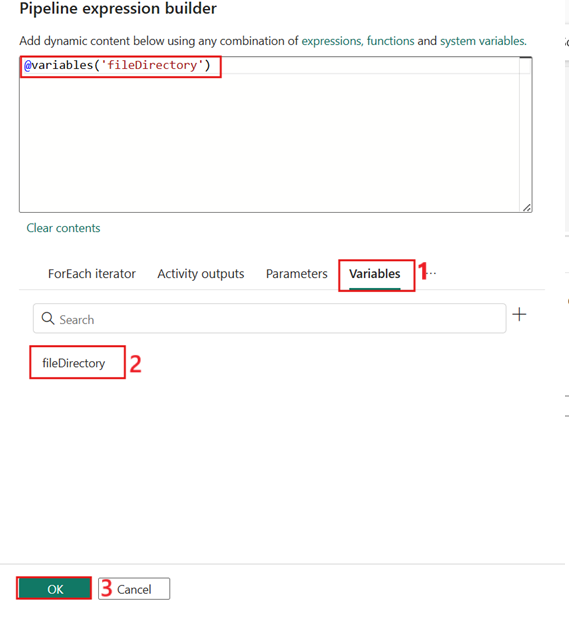 Pipeline expression builder
Add dynamic content below using any combination of expressions, functions and system variables.
@variables('fileDirectory')
Clear contents
ForEach iterator Activity outputs Parameters Variables 1 ...
Search
fileDirectory 2
OK 3 Cancel